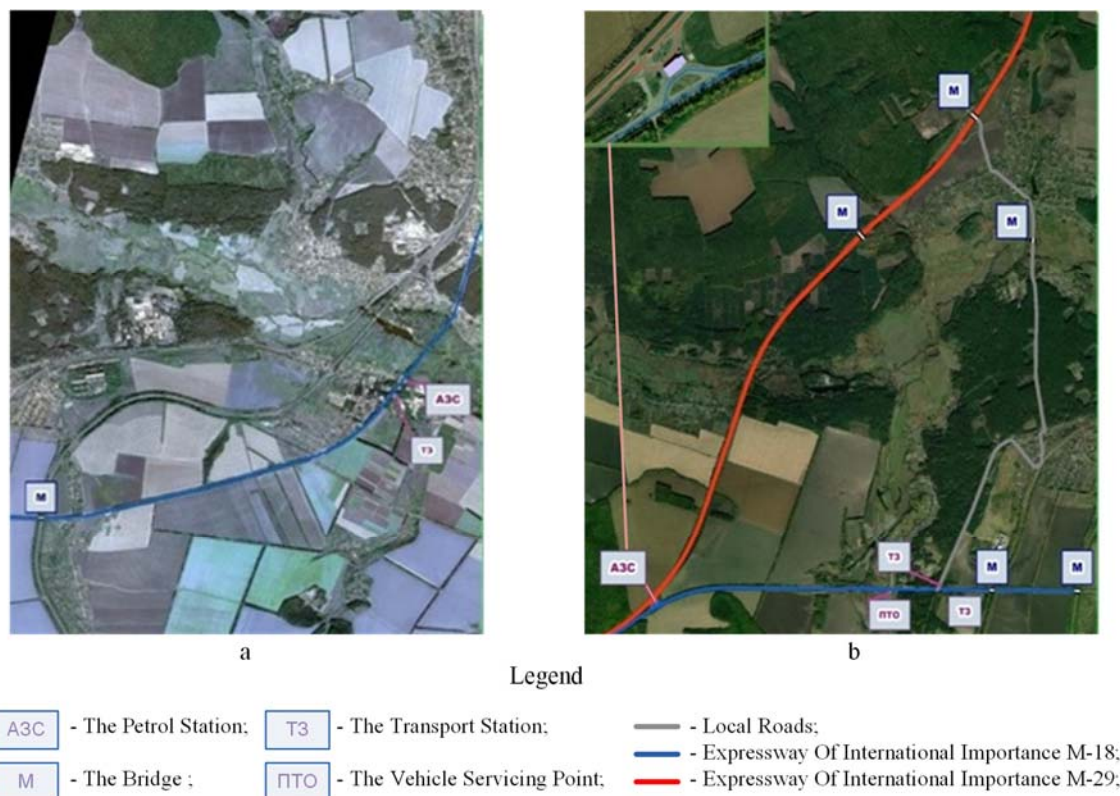 М
М
М
АЗС
ТЗ
М
ТЗ
АЗС
М
М
ПТО
ТЗ
a
b
Legend
АЗС - The Petrol Station;
ТЗ - The Transport Station;
- Local Roads;
- Expressway Of International Importance M-18;
М - The Bridge ;
ПТО - The Vehicle Servicing Point;
- Expressway Of International Importance M-29;